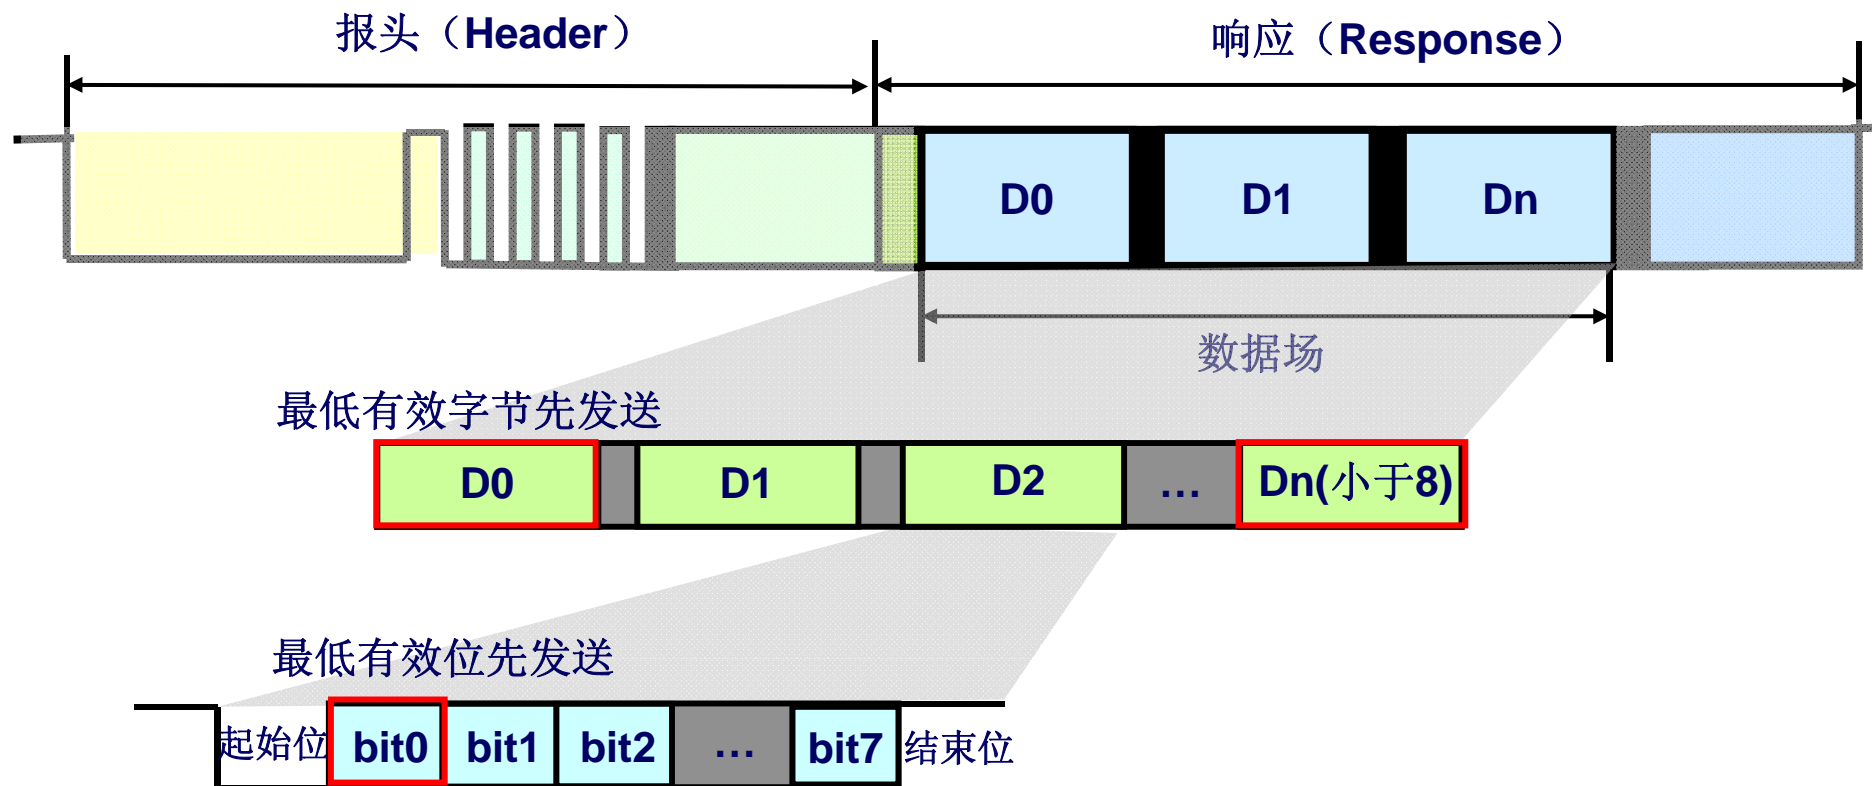 报头（Header） 响应（Response）
D0 D1 Dn
数据场
最低有效字节先发送
D0 D1 D2 … Dn(小于8)
最低有效位先发送
起始位 bit0 bit1 bit2 … bit7 结束位